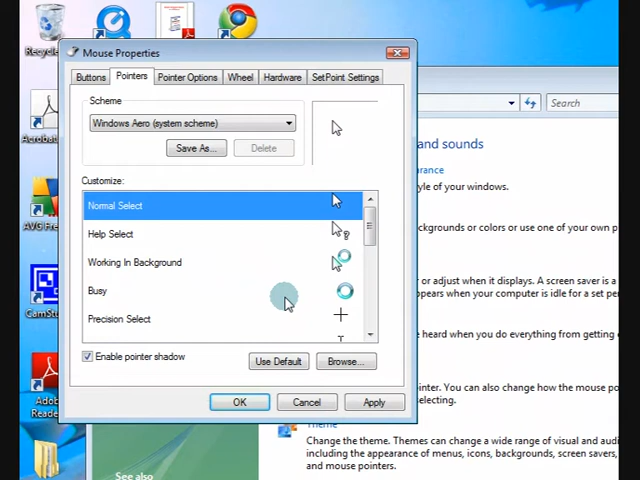 Recycle
Mouse Properties
Buttons
Pointers
Pointer Options
Wheel
Hardware
SetPoint Settings
Scheme
Windows Aero (system scheme)
Save As...
Delete
Customize:
Normal Select
Help Select
Working In Background
Busy
Precision Select
Enable pointer shadow
Use Default
Browse...
OK
Cancel
Apply
Acrobat
AVG Free
CamStu
Adob
Reade
Search
and sounds
arance
tyle of your windows.
kgrounds or colors or use one of your own p
or adjust when it displays. A screen saver is a
ppears when your computer is idle for a set pe
heard when you do everything from getting
pinter. You can also change how the mouse po
selecting.
Theme
Change the theme. Themes can change a wide range of visual and audi
including the appearance of menus, icons, backgrounds, screen savers,
and mouse pointers.
See also